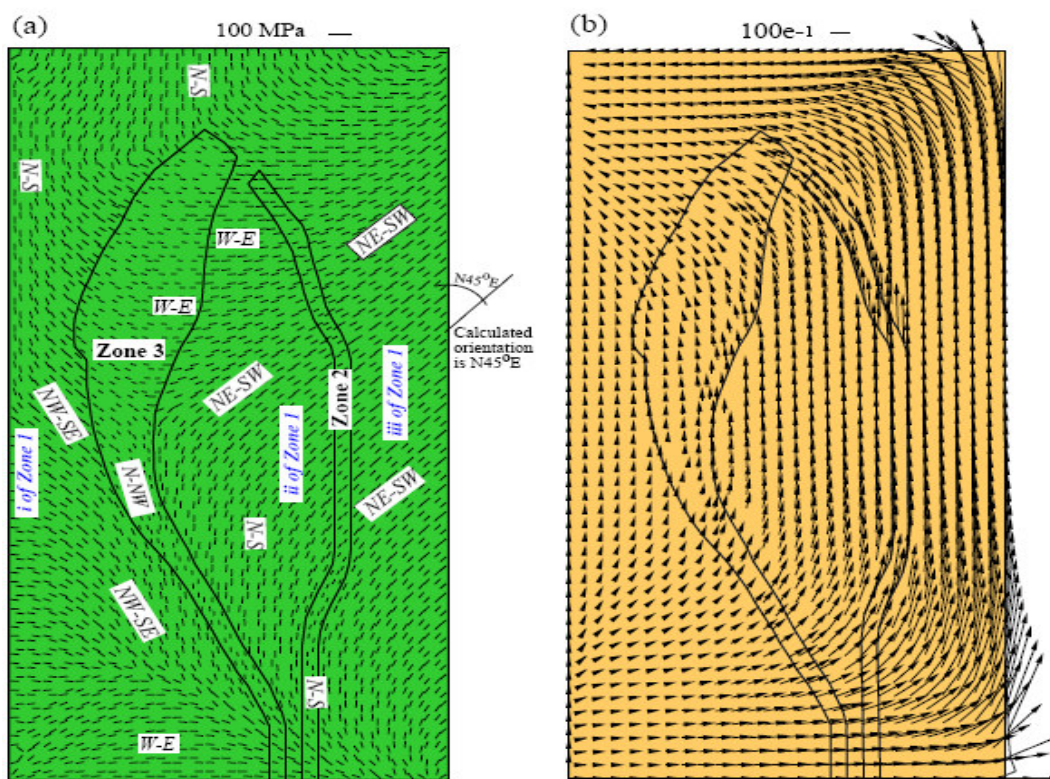 (a)
100 MPa
(b)
100e-1
N-S
N-S
W-E
NE-SW
N45°E
W-E
Calculated
orientation
is N45°E
Zone 3
NE-SW
Zone 2
iii of Zone 1
NW-SE
i of Zone 1
ii of Zone 1
N-NW
NE-SW
N-S
NW-SE
N-S
W-E